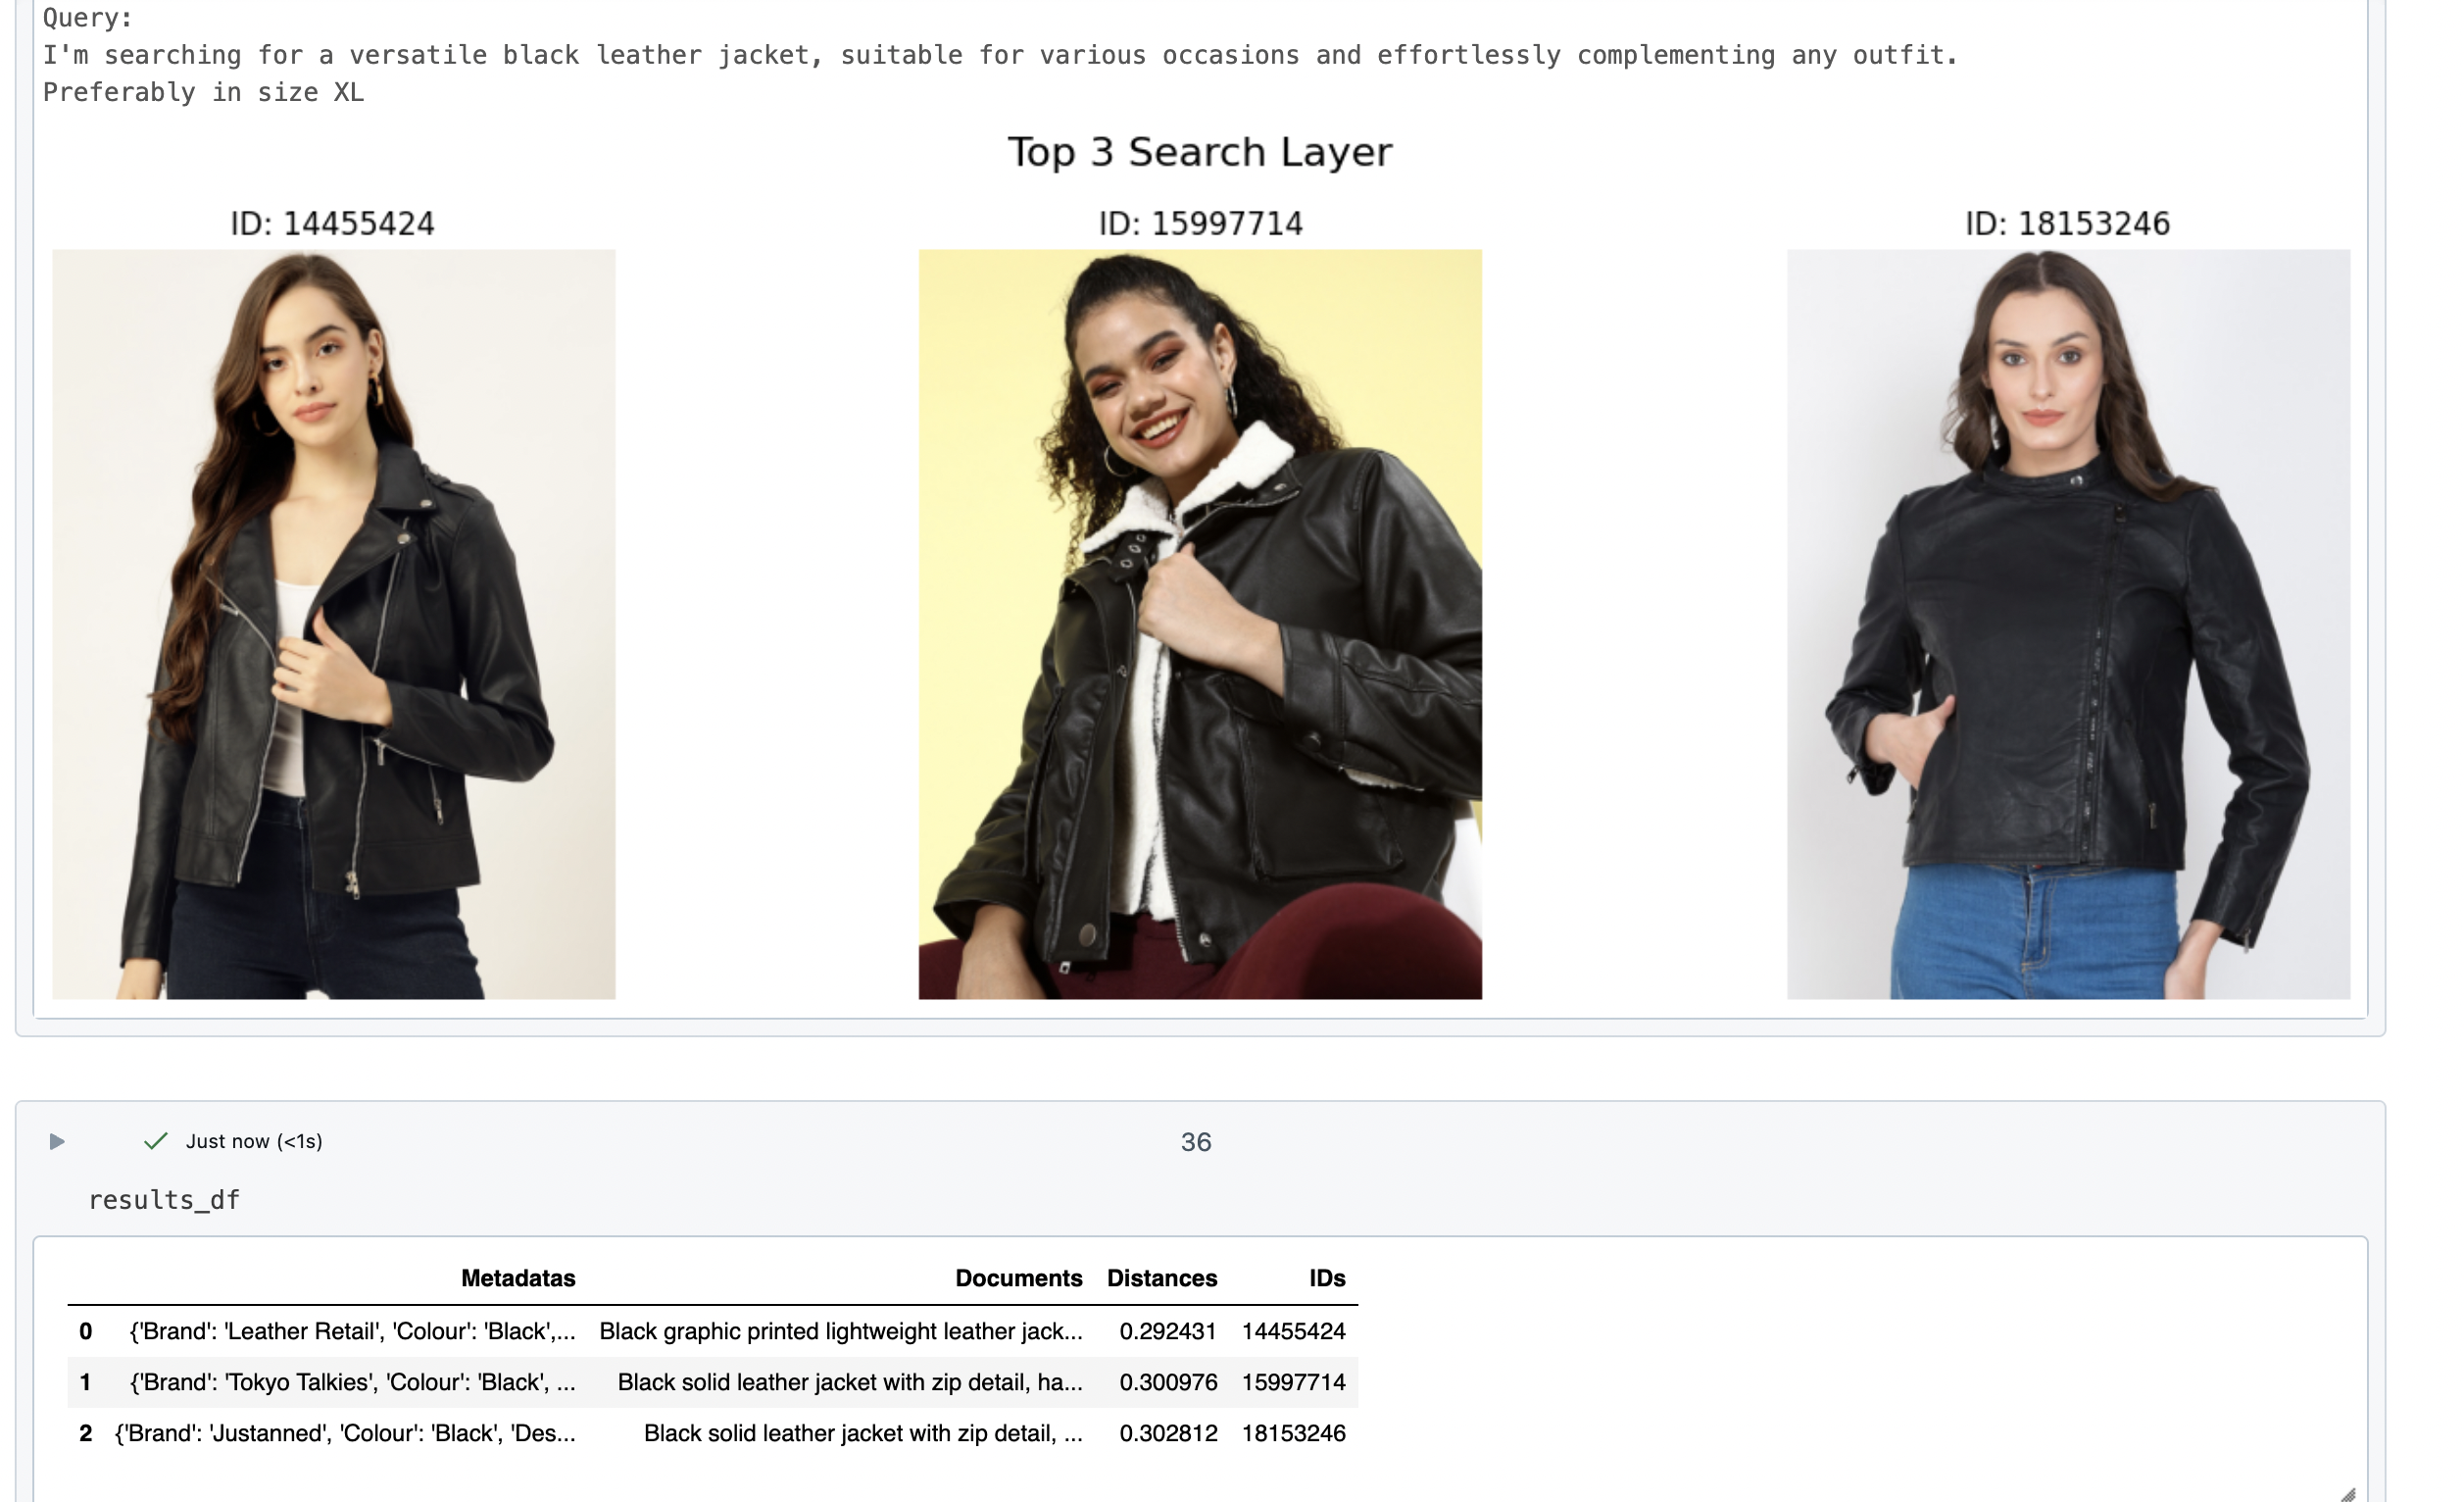 Query:
I'm searching for a versatile black leather jacket, suitable for various occasions and effortlessly complementing any outfit.
Preferably in size XL
Top 3 Search Layer
ID: 14455424
ID: 15997714
ID: 18153246
Just now (<1s)
36
results_df
Metadatas Documents Distances IDs
0 {'Brand': 'Leather Retail', 'Colour': 'Black',... Black graphic printed lightweight leather jack... 0.292431 14455424
1 {'Brand': 'Tokyo Talkies', 'Colour': 'Black', ... Black solid leather jacket with zip detail, ha... 0.300976 15997714
2 {'Brand': 'Justanned', 'Colour': 'Black', 'Des... Black solid leather jacket with zip detail, ... 0.302812 18153246